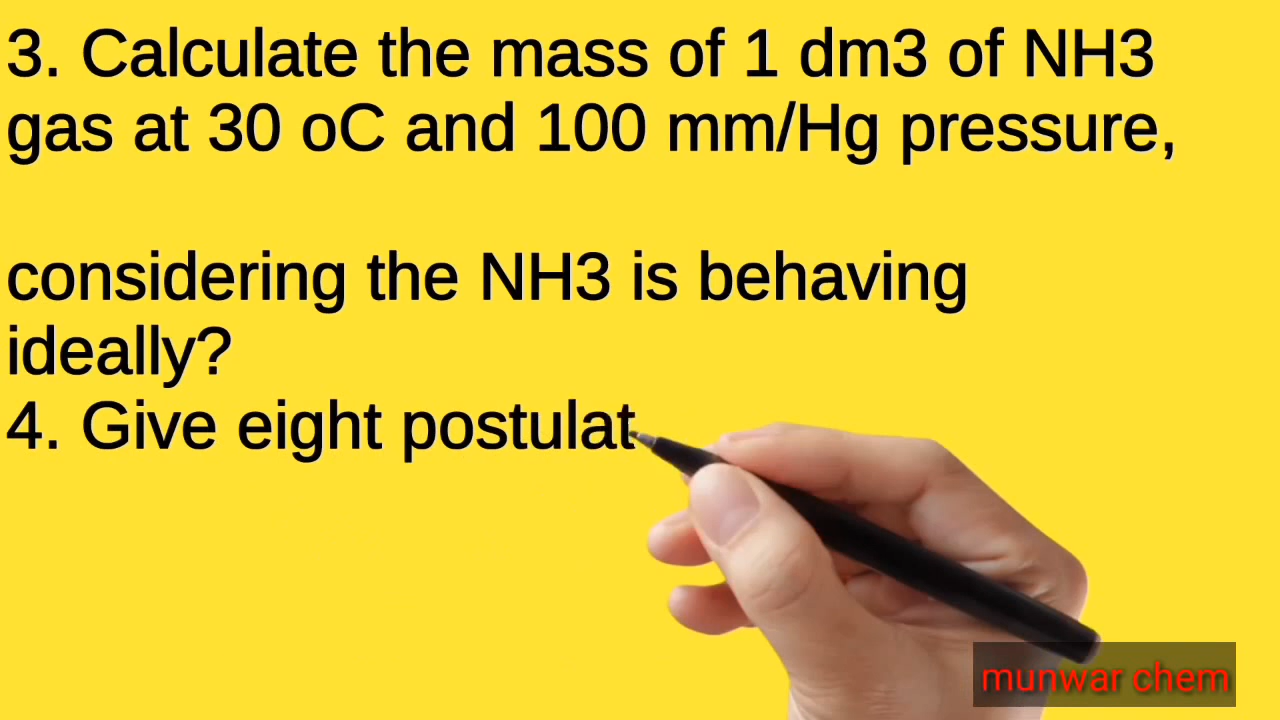 3. Calculate the mass of 1 dm3 of NH3
gas at 30 oC and 100 mm/Hg pressure,
considering the NH3 is behaving
ideally?
4. Give eight postulat
munwar chem